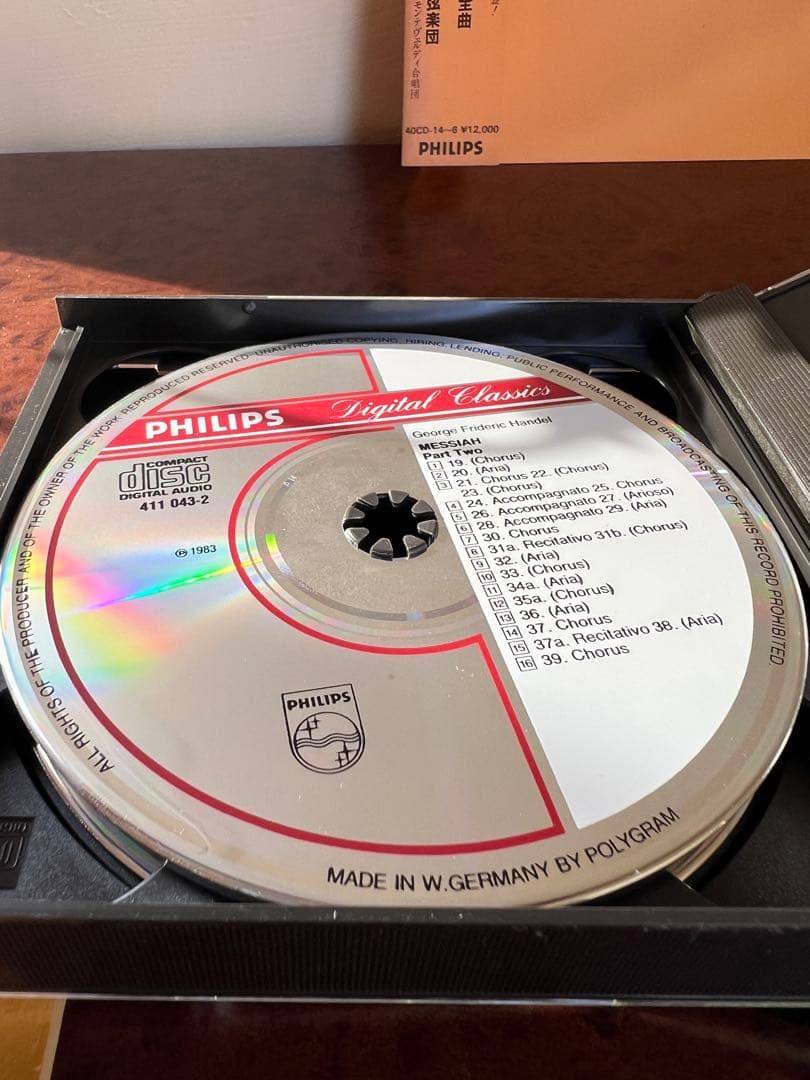 全曲
弦楽団
モンテヴェルディ合唱団
40CD-14~6 ¥12,000
PHILIPS
ALL RIGHTS OF THE PRODUCER AND OF THE OWNER OF THE WORK REPRODUCED RESERVED. UNAUTHORISED COPYING, HIRING, LENDING, PUBLIC PERFORMANCE AND BROADCASTING OF THIS RECORD PROHIBITED.
PHILIPS Digital Classics
COMPACT
disc
DIGITAL AUDIO
411 043-2
℗ 1983
George Frideric Handel
MESSIAH
Part Two
1 19. (Chorus)
2 20. (Aria)
3 21. Chorus 22. (Chorus)
23. (Chorus)
4 24. Accompagnato 25. Chorus
5 26. Accompagnato 27. (Arioso)
6 28. Accompagnato 29. (Aria)
7 30. Chorus
8 31a. Recitativo 31b. (Chorus)
9 32. (Aria)
10 33. (Chorus)
11 34a. (Aria)
12 35a. (Chorus)
13 36. (Aria)
14 37. Chorus
15 37a. Recitativo 38. (Aria)
16 39. Chorus
PHILIPS
MADE IN W.GERMANY BY POLYGRAM